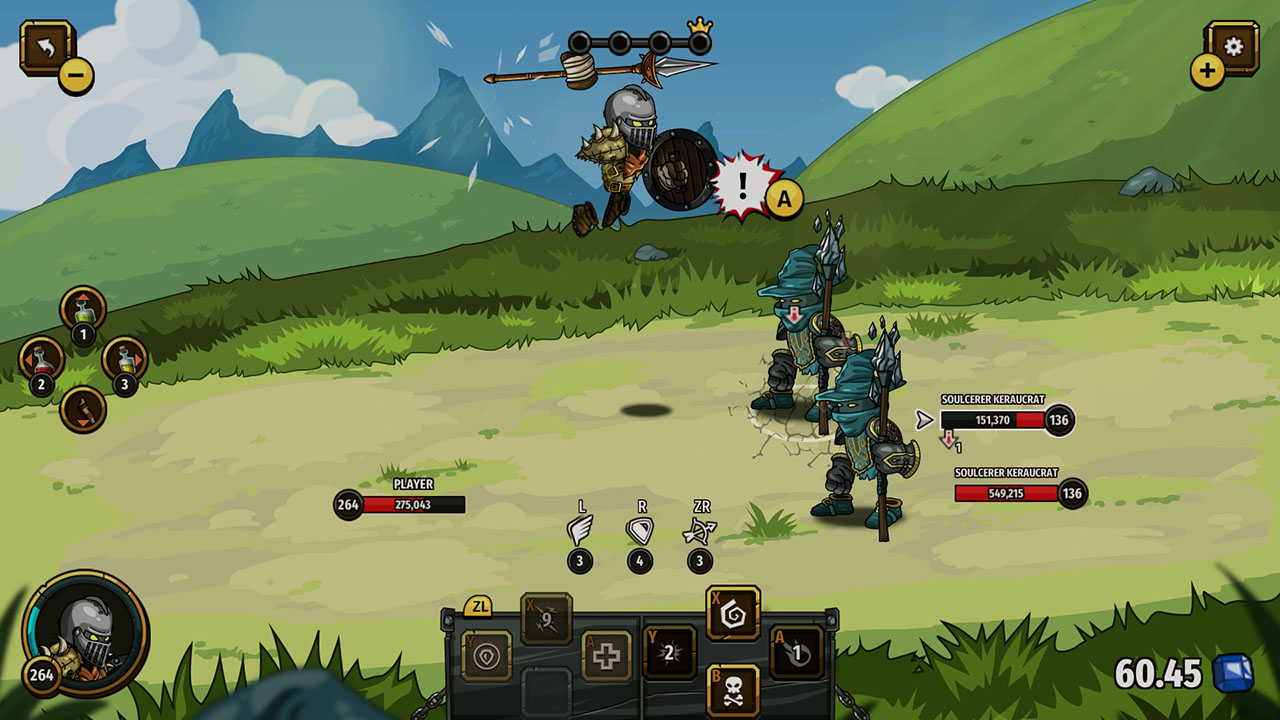 !
A
1
2
3
SOULCERER KERAUCRAT
151,370 136
1
SOULCERER KERAUCRAT
549,215 136
PLAYER
264 275,043
L R ZR
3 4 3
ZL
X 9
Y
A
X
Y 2
A 1
B
264
60.45